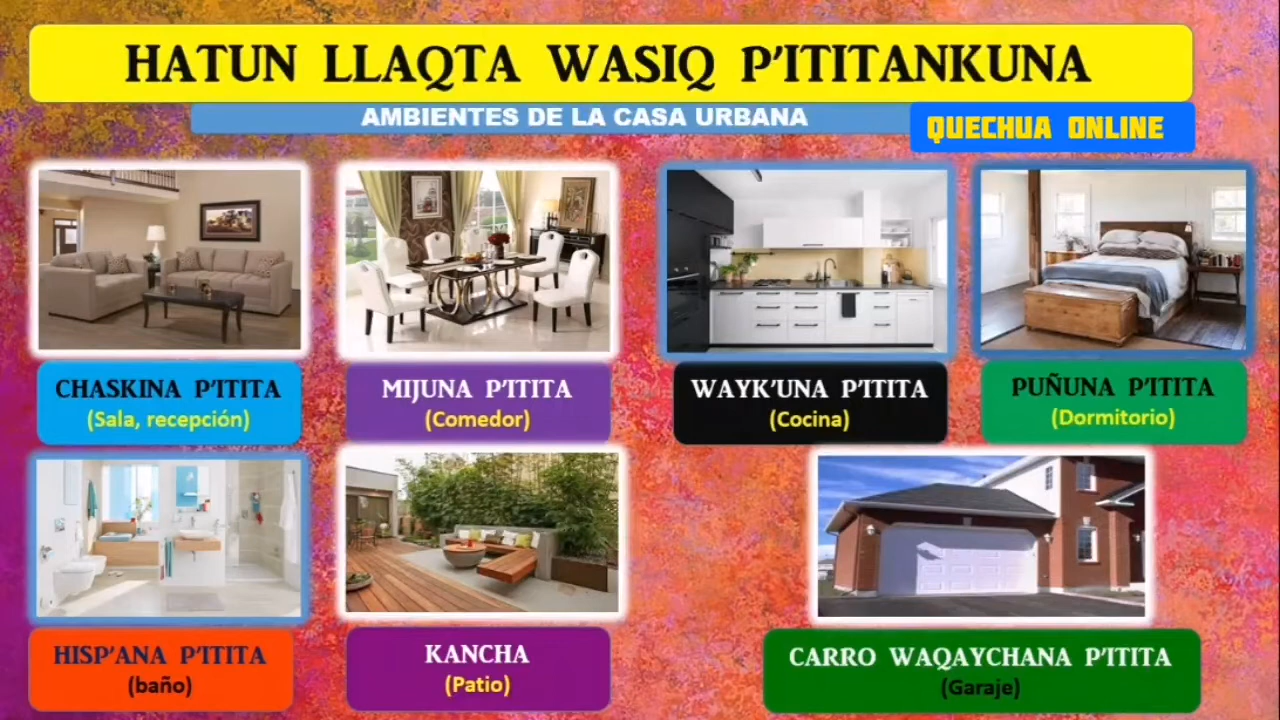 HATUN LLAQTA WASIQ P'ITITANKUNA
AMBIENTES DE LA CASA URBANA
QUECHUA ONLINE
CHASKINA P'ITITA
(Sala, recepción)
MIJUNA P'ITITA
(Comedor)
WAYK'UNA P'ITITA
(Cocina)
PUÑUNA P'ITITA
(Dormitorio)
HISP'ANA P'ITITA
(baño)
KANCHA
(Patio)
CARRO WAQAYCHANA P'ITITA
(Garaje)